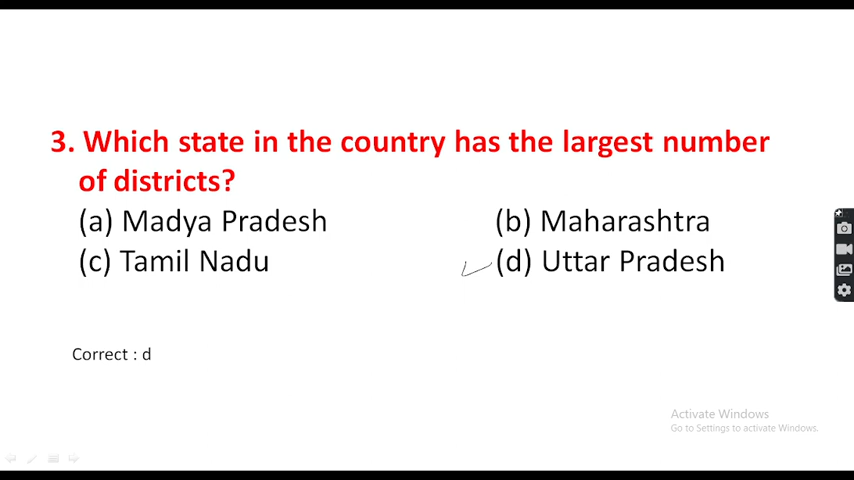 3. Which state in the country has the largest number
of districts?
(a) Madya Pradesh (b) Maharashtra
(c) Tamil Nadu (d) Uttar Pradesh
Correct : d
Activate Windows
Go to Settings to activate Windows.